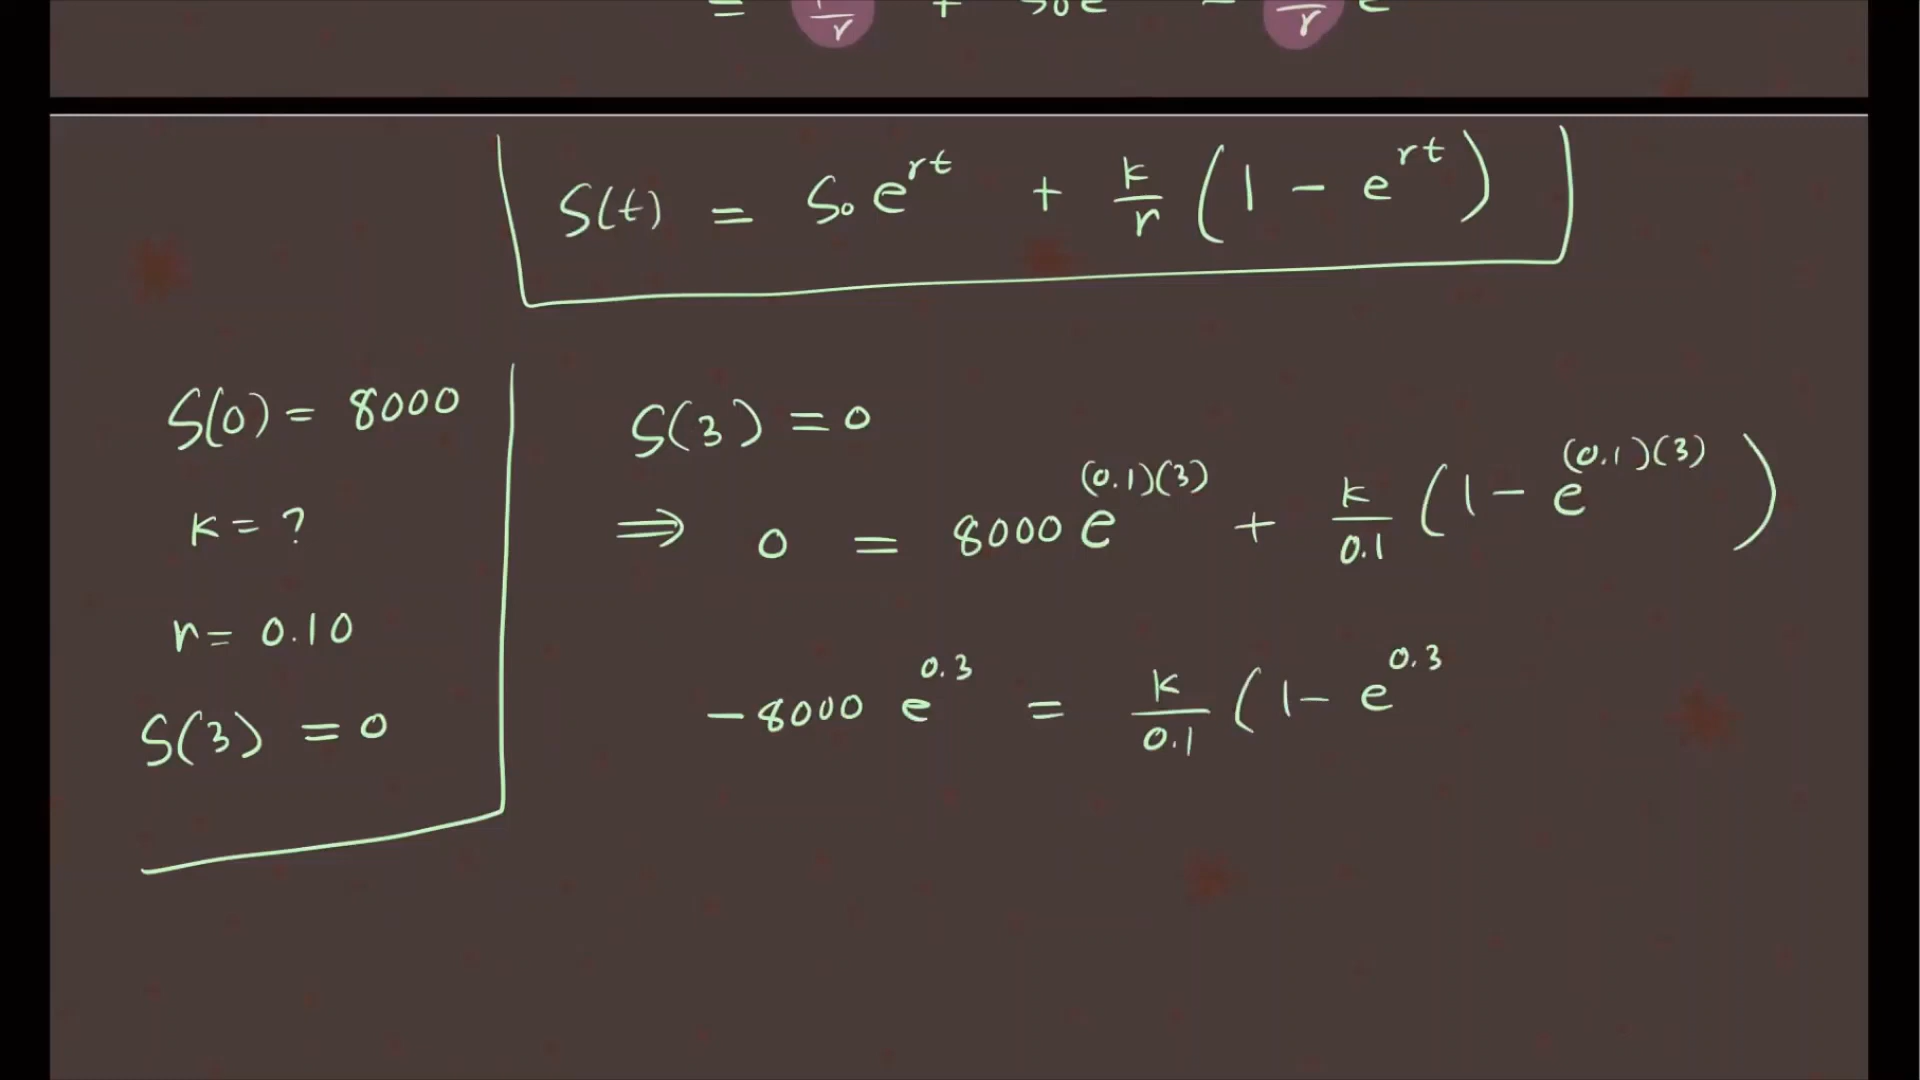 S(t) = S₀e^{rt} + k/r (1 - e^{rt})
S(0) = 8000
k = ?
r = 0.10
S(3) = 0
S(3) = 0
⇒ 0 = 8000 e^{(0.1)(3)} + k/0.1 (1 - e^{(0.1)(3)})
-8000 e^{0.3} = k/0.1 (1 - e^{0.3}